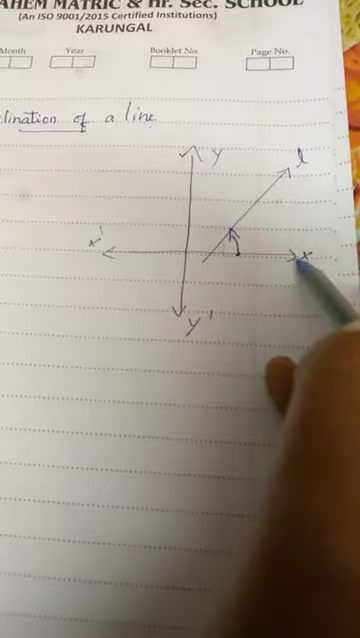 AHEM MATRIC & Hr. Sec. SCHOOL
(An ISO 9001/2015 Certified Institutions)
KARUNGAL
Month Year Booklet No. Page No.
lination of a line
y l
x' x
y'